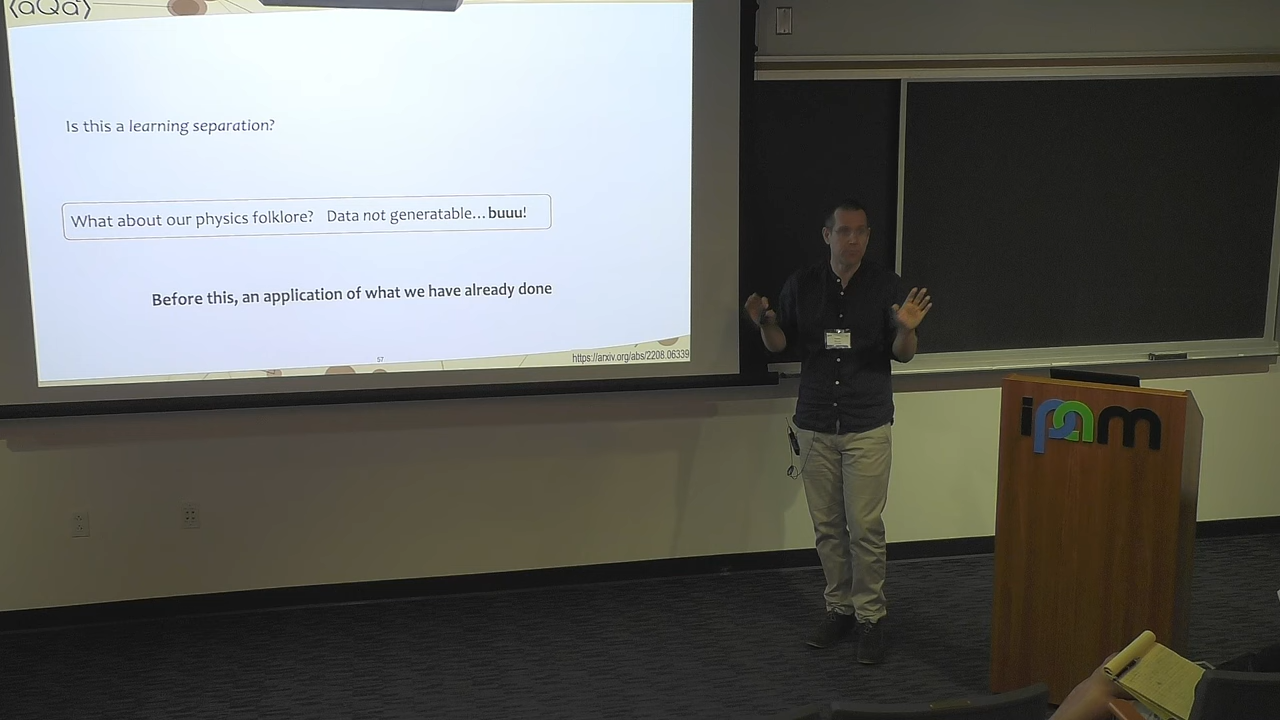 ⟨aQa⟩
Is this a learning separation?
What about our physics folklore? Data not generatable... buuu!
Before this, an application of what we have already done
57
https://arxiv.org/abs/2208.06339
ipam